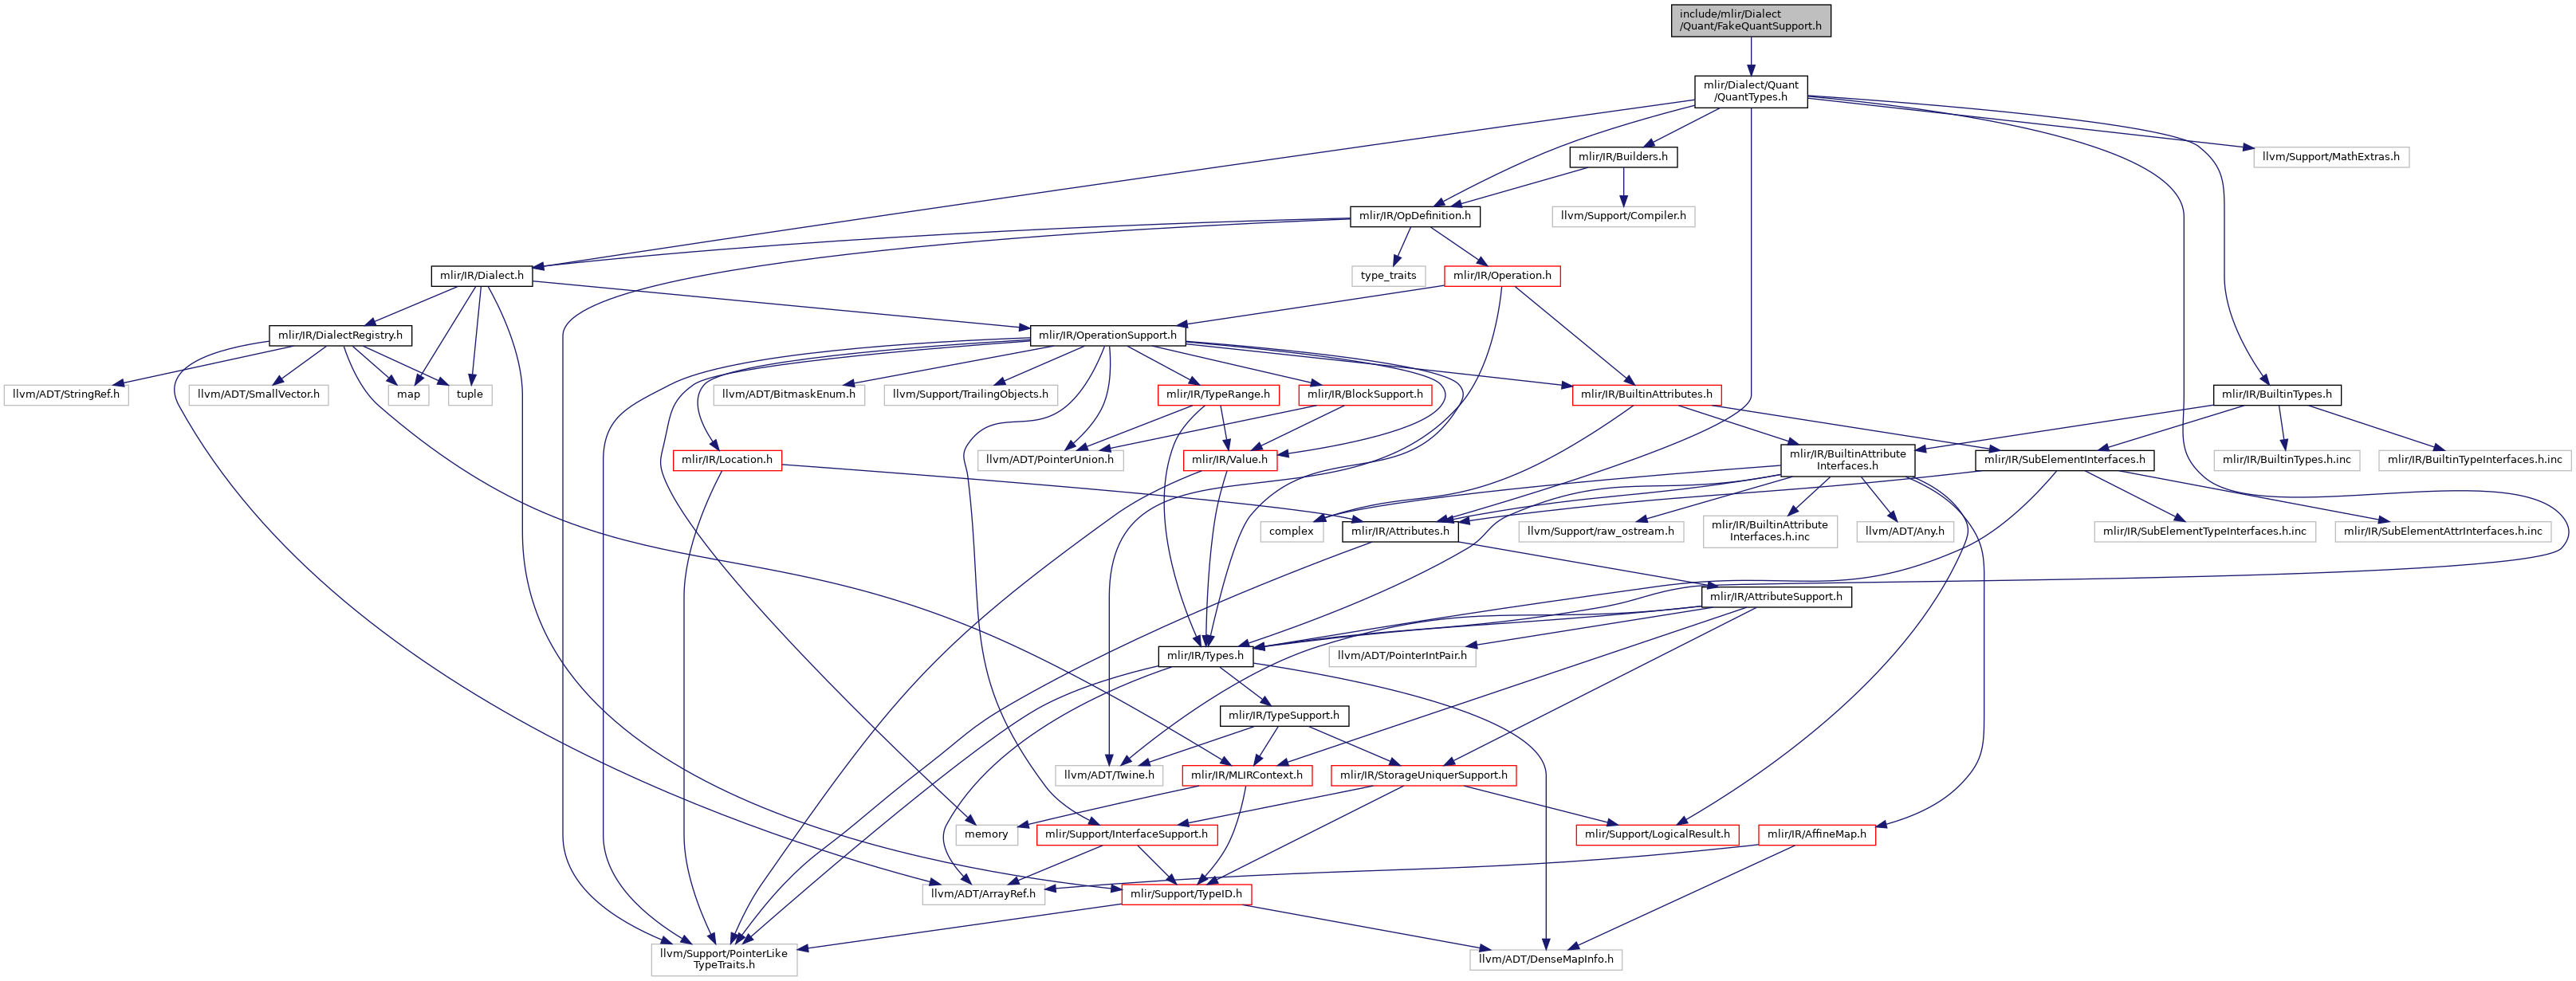 include/mlir/Dialect
/Quant/FakeQuantSupport.h
mlir/Dialect/Quant
/QuantTypes.h
mlir/IR/Builders.h
llvm/Support/MathExtras.h
mlir/IR/OpDefinition.h
llvm/Support/Compiler.h
mlir/IR/Dialect.h
type_traits
mlir/IR/Operation.h
mlir/IR/DialectRegistry.h
mlir/IR/OperationSupport.h
llvm/ADT/StringRef.h
llvm/ADT/SmallVector.h
map
tuple
llvm/ADT/BitmaskEnum.h
llvm/Support/TrailingObjects.h
mlir/IR/TypeRange.h
mlir/IR/BlockSupport.h
mlir/IR/BuiltinAttributes.h
mlir/IR/BuiltinTypes.h
mlir/IR/Location.h
llvm/ADT/PointerUnion.h
mlir/IR/Value.h
mlir/IR/BuiltinAttribute
Interfaces.h
mlir/IR/SubElementInterfaces.h
mlir/IR/BuiltinTypes.h.inc
mlir/IR/BuiltinTypeInterfaces.h.inc
complex
mlir/IR/Attributes.h
llvm/Support/raw_ostream.h
mlir/IR/BuiltinAttribute
Interfaces.h.inc
llvm/ADT/Any.h
mlir/IR/SubElementTypeInterfaces.h.inc
mlir/IR/SubElementAttrInterfaces.h.inc
mlir/IR/AttributeSupport.h
mlir/IR/Types.h
llvm/ADT/PointerIntPair.h
mlir/IR/TypeSupport.h
llvm/ADT/Twine.h
mlir/IR/MLIRContext.h
mlir/IR/StorageUniquerSupport.h
memory
mlir/Support/InterfaceSupport.h
mlir/Support/LogicalResult.h
mlir/IR/AffineMap.h
llvm/ADT/ArrayRef.h
mlir/Support/TypeID.h
llvm/Support/PointerLike
TypeTraits.h
llvm/ADT/DenseMapInfo.h